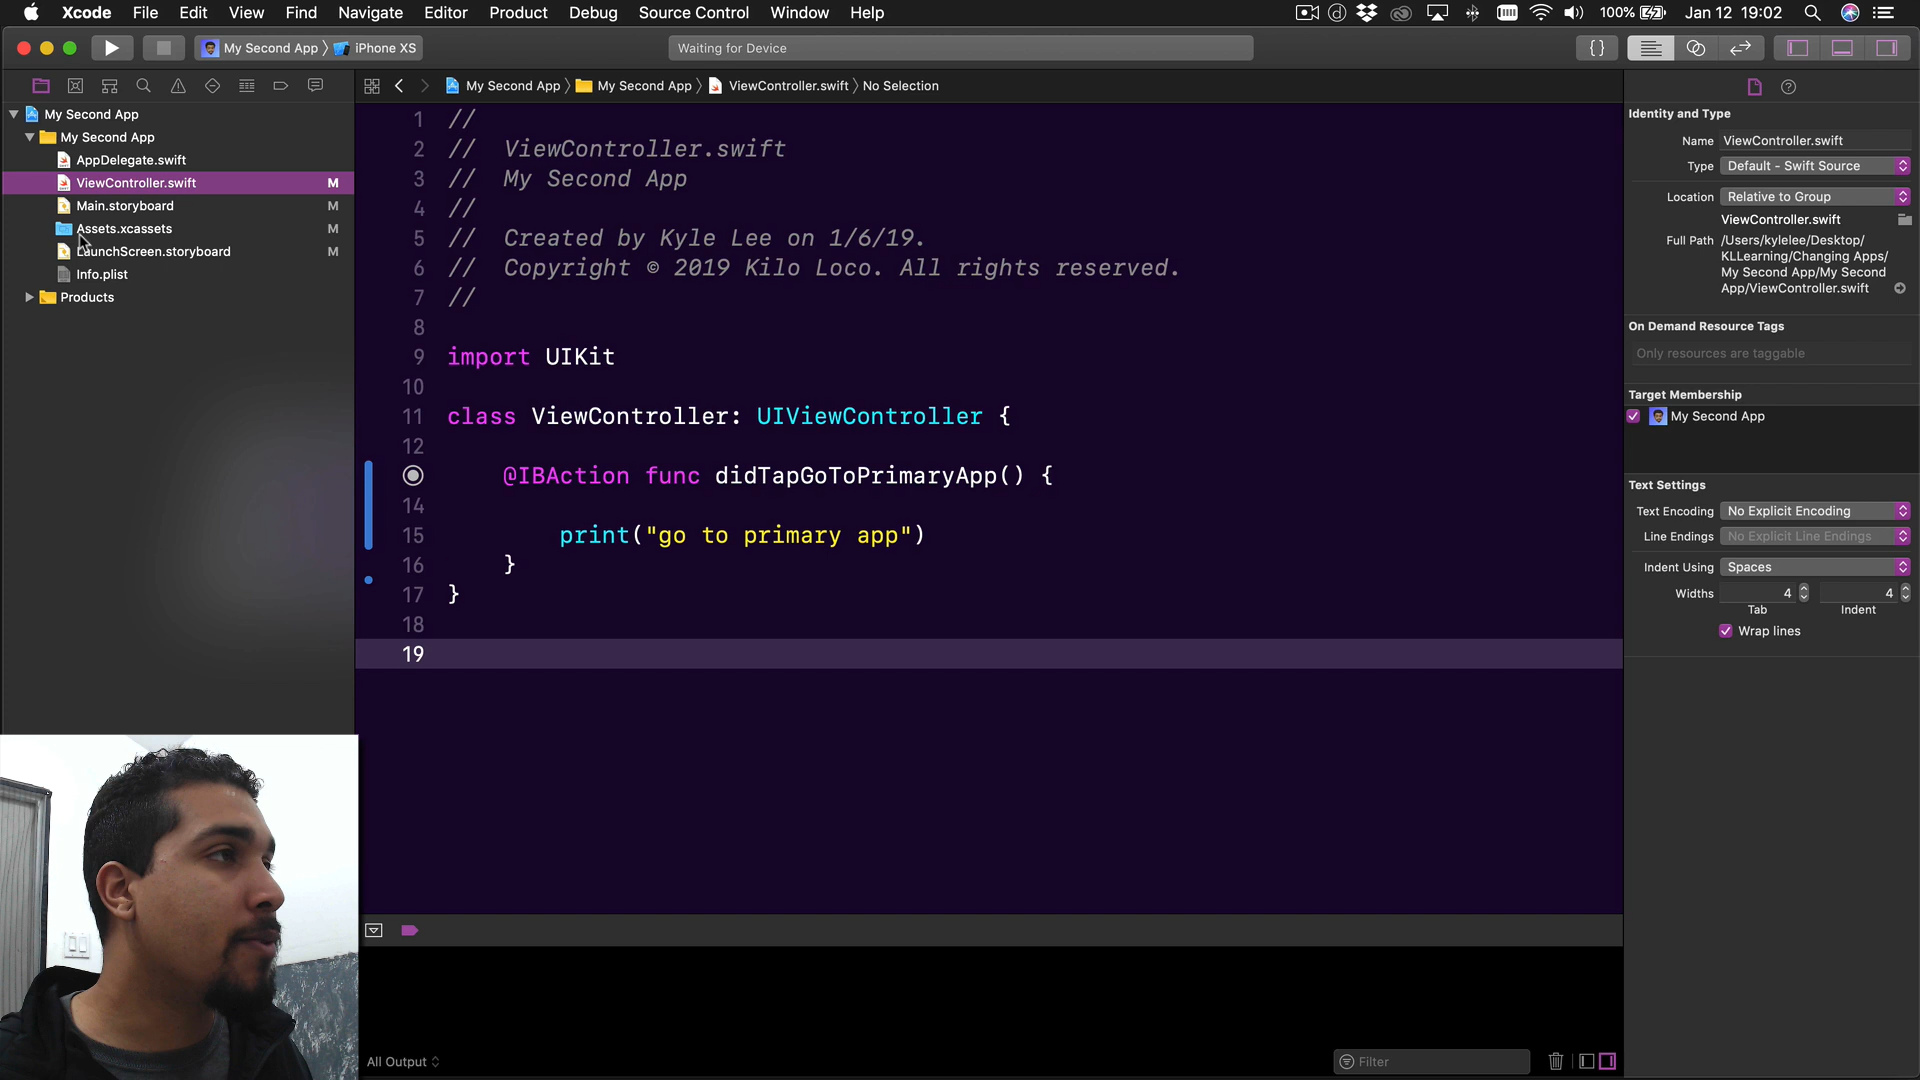 Xcode File Edit View Find Navigate Editor Product Debug Source Control Window Help 100% Jan 12 19:02
My Second App iPhone XS Waiting for Device {}
My Second App My Second App ViewController.swift No Selection
My Second App
My Second App
AppDelegate.swift
ViewController.swift M
Main.storyboard M
Assets.xcassets M
LaunchScreen.storyboard M
Info.plist
Products
1 //
2 // ViewController.swift
3 // My Second App
4 //
5 // Created by Kyle Lee on 1/6/19.
6 // Copyright © 2019 Kilo Loco. All rights reserved.
7 //
8
9 import UIKit
10
11 class ViewController: UIViewController {
12
@IBAction func didTapGoToPrimaryApp() {
14
15 print("go to primary app")
16 }
17 }
18
19
All Output
Filter
Identity and Type
Name ViewController.swift
Type Default - Swift Source
Location Relative to Group
ViewController.swift
Full Path /Users/kylelee/Desktop/
KLLearning/Changing Apps/
My Second App/My Second
App/ViewController.swift
On Demand Resource Tags
Only resources are taggable
Target Membership
My Second App
Text Settings
Text Encoding No Explicit Encoding
Line Endings No Explicit Line Endings
Indent Using Spaces
Widths 4 4
Tab Indent
Wrap lines